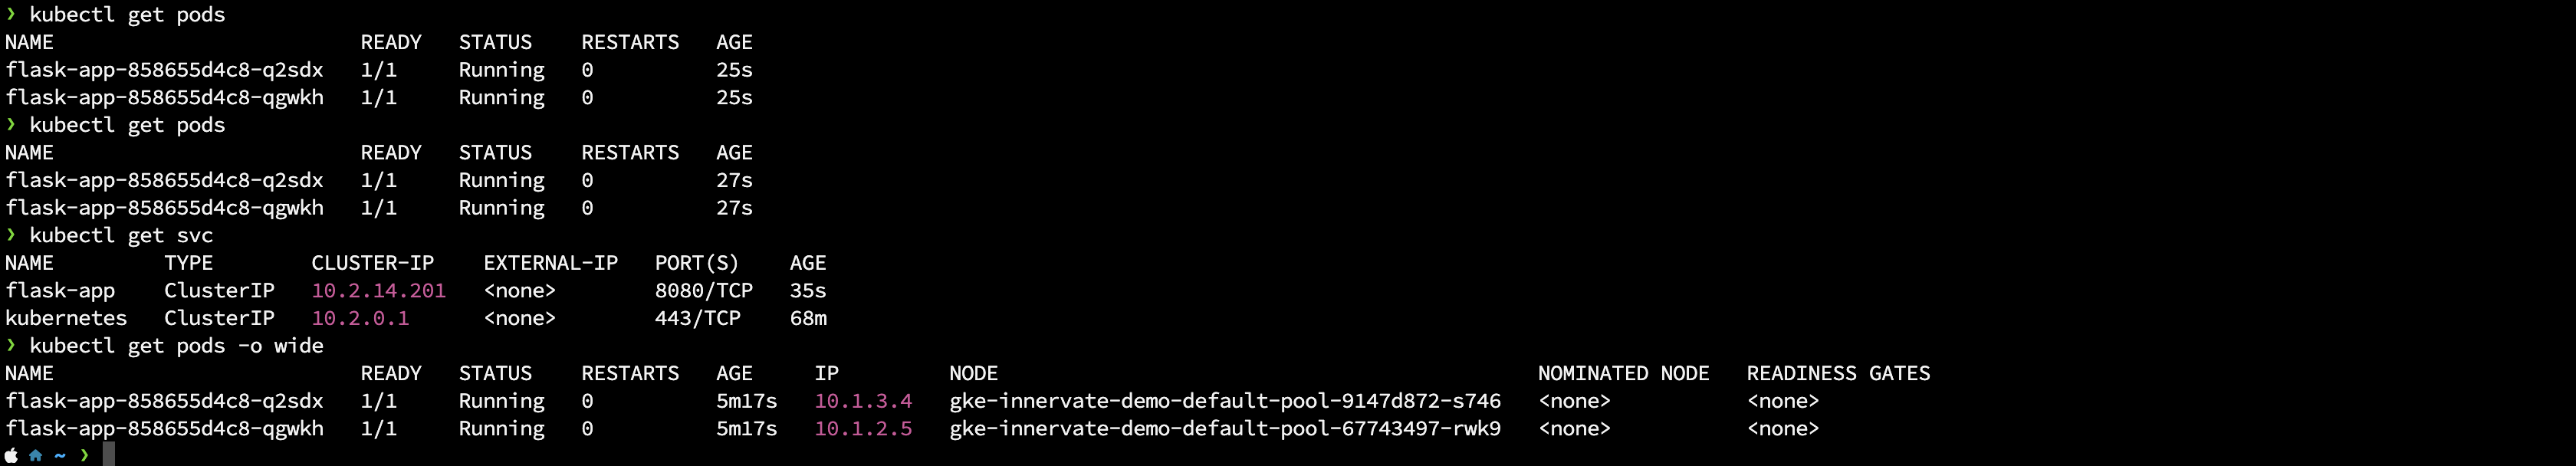 ❯ kubectl get pods
NAME                         READY   STATUS    RESTARTS   AGE
flask-app-858655d4c8-q2sdx   1/1     Running   0          25s
flask-app-858655d4c8-qgwkh   1/1     Running   0          25s
❯ kubectl get pods
NAME                         READY   STATUS    RESTARTS   AGE
flask-app-858655d4c8-q2sdx   1/1     Running   0          27s
flask-app-858655d4c8-qgwkh   1/1     Running   0          27s
❯ kubectl get svc
NAME         TYPE        CLUSTER-IP    EXTERNAL-IP   PORT(S)    AGE
flask-app    ClusterIP   10.2.14.201   <none>        8080/TCP   35s
kubernetes   ClusterIP   10.2.0.1      <none>        443/TCP    68m
❯ kubectl get pods -o wide
NAME                         READY   STATUS    RESTARTS   AGE     IP         NODE                                            NOMINATED NODE   READINESS GATES
flask-app-858655d4c8-q2sdx   1/1     Running   0          5m17s   10.1.3.4   gke-innervate-demo-default-pool-9147d872-s746   <none>           <none>
flask-app-858655d4c8-qgwkh   1/1     Running   0          5m17s   10.1.2.5   gke-innervate-demo-default-pool-67743497-rwk9   <none>           <none>
~ ❯